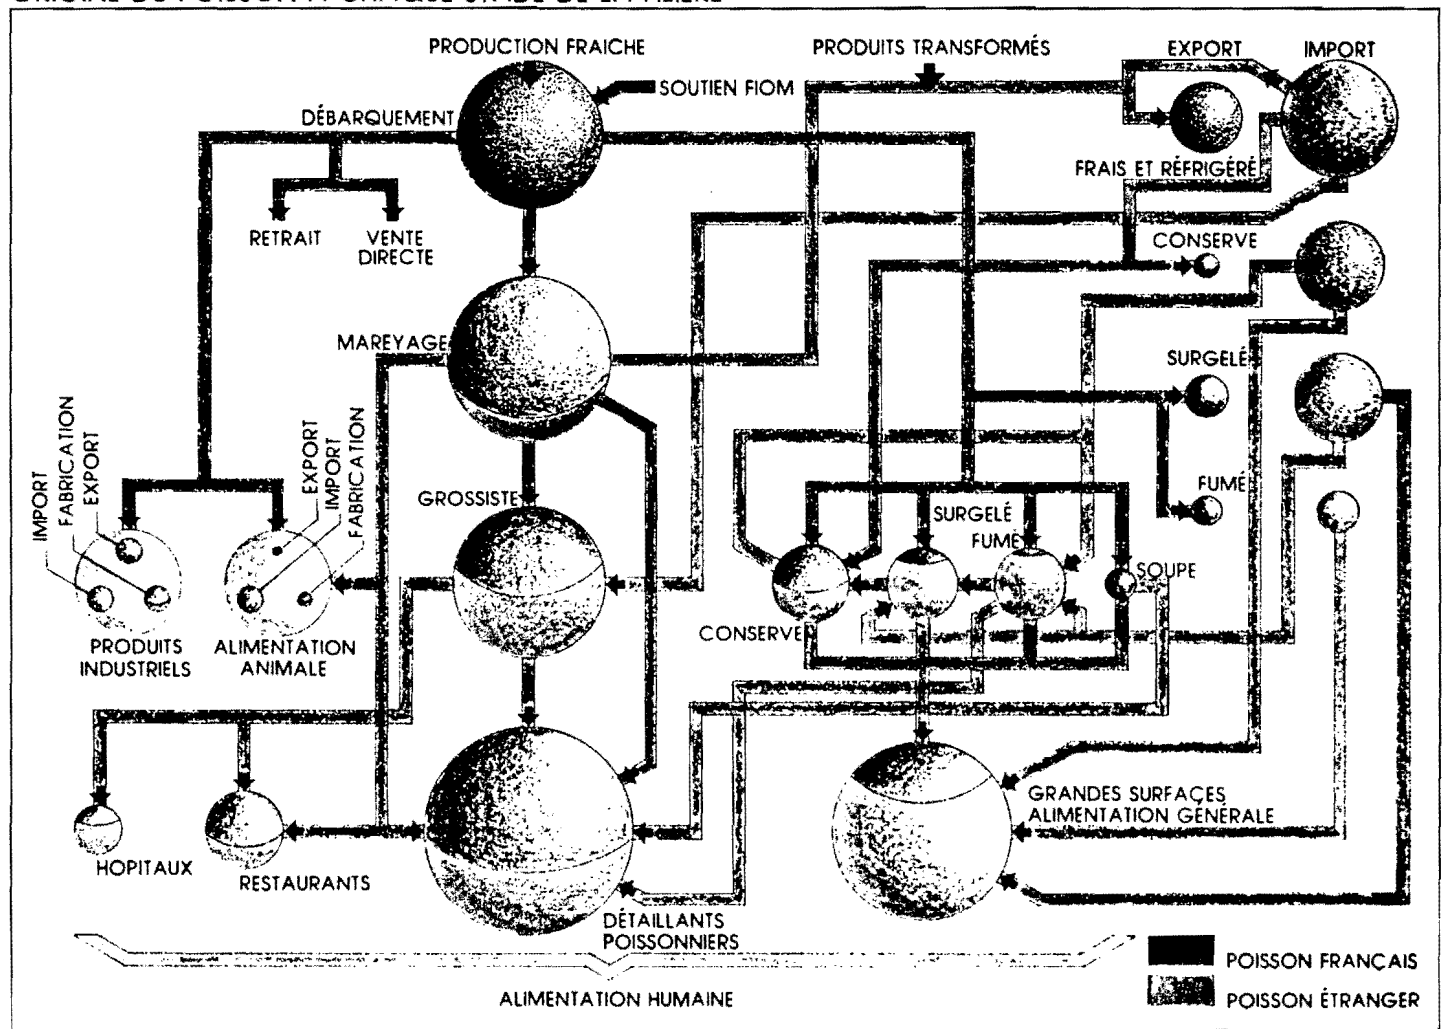 PRODUCTION FRAICHE
PRODUITS TRANSFORMÉS
EXPORT
IMPORT
SOUTIEN FIOM
DÉBARQUEMENT
FRAIS ET RÉFRIGÉRÉ
RETRAIT
VENTE
DIRECTE
CONSERVE
MAREYAGE
SURGELÉ
IMPORT
FABRICATION
EXPORT
EXPORT
IMPORT
FABRICATION
GROSSISTE
FUMÉ
SURGELÉ
FUMÉ
SOUPE
CONSERVE
PRODUITS
INDUSTRIELS
ALIMENTATION
ANIMALE
HOPITAUX
RESTAURANTS
GRANDES SURFACES
ALIMENTATION GÉNÉRALE
DÉTAILLANTS
POISSONNIERS
ALIMENTATION HUMAINE
POISSON FRANÇAIS
POISSON ÉTRANGER